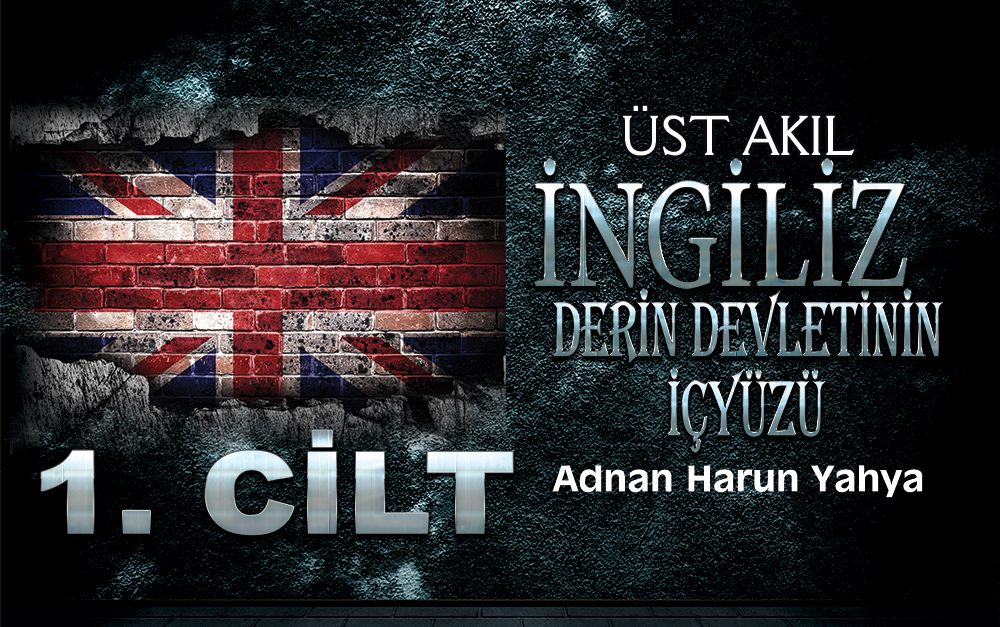 ÜST AKIL
İNGİLİZ
DERİN DEVLETİNİN
İÇYÜZÜ
Adnan Harun Yahya
1. CİLT